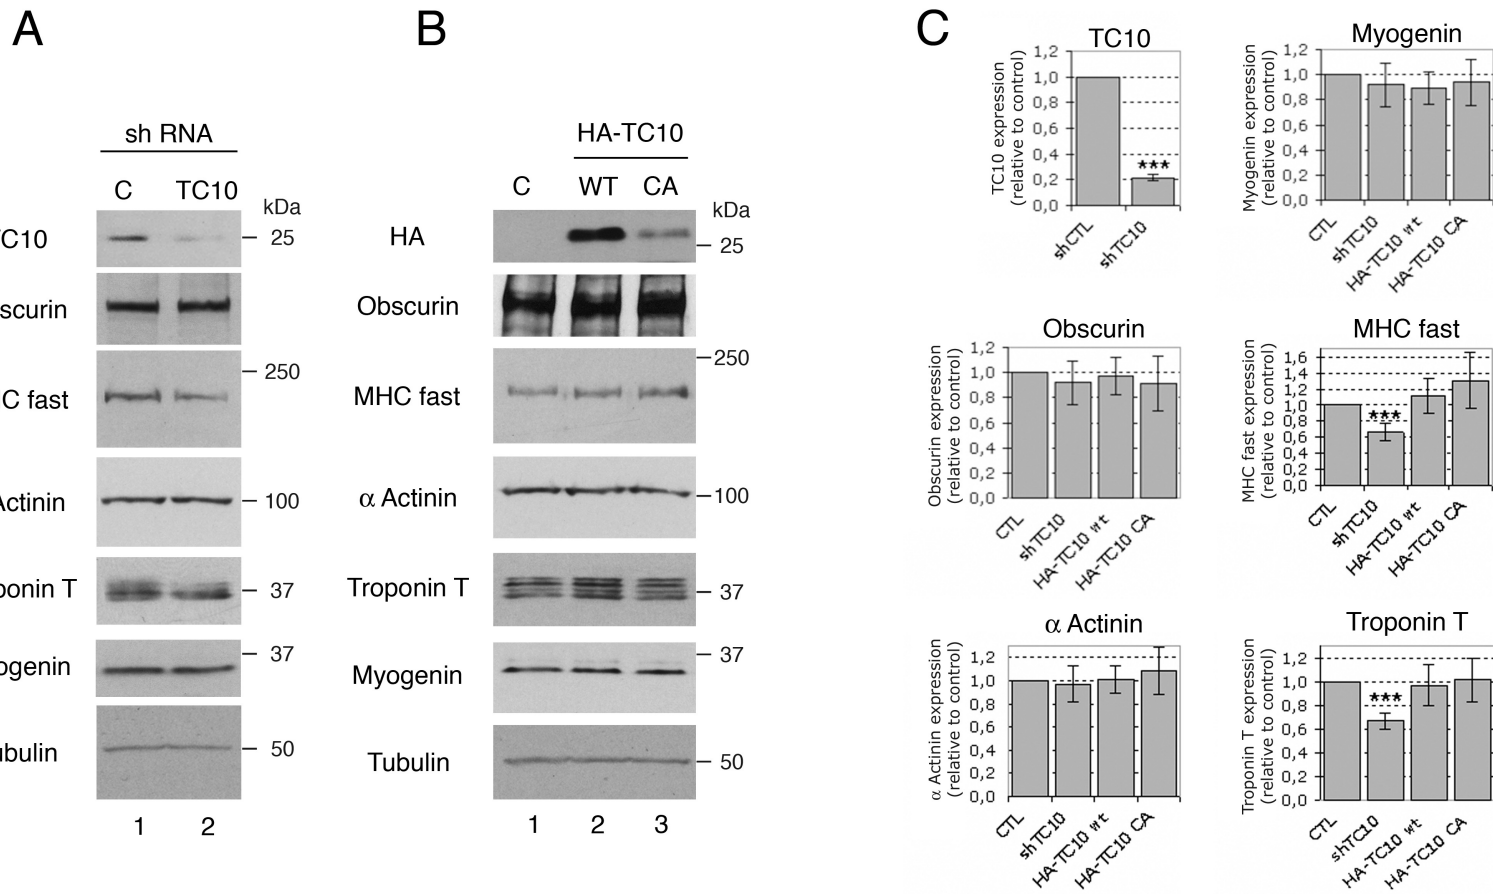 A
sh RNA
C TC10
kDa
C10
25
scurin
250
C fast
Actinin
100
ponin T
37
ogenin
37
ubulin
50
1 2
B
HA-TC10
C WT CA
kDa
HA
25
Obscurin
250
MHC fast
α Actinin
100
Troponin T
37
37
Myogenin
Tubulin
50
1 2 3
C
TC10
TC10 expression
(relative to control)
1,2
1,0
0,8
0,6
0,4
0,2
0,0
***
shCTL
shTC10
Myogenin
Myogenin expression
(relative to control)
1,2
1,0
0,8
0,6
0,4
0,2
0,0
CTL
shTC10
HA-TC10 wt
HA-TC10 CA
Obscurin
Obscurin expression
(relative to control)
1,2
1,0
0,8
0,6
0,4
0,2
0,0
CTL
shTC10
HA-TC10 wt
HA-TC10 CA
MHC fast
MHC fast expression
(relative to control)
1,6
1,4
1,2
1,0
0,8
0,6
0,4
0,2
0,0
***
CTL
shTC10
HA-TC10 wt
HA-TC10 CA
α Actinin
α Actinin expression
(relative to control)
1,2
1,0
0,8
0,6
0,4
0,2
0,0
CTL
shTC10
HA-TC10 wt
HA-TC10 CA
Troponin T
Troponin T expression
(relative to control)
1,2
1,0
0,8
0,6
0,4
0,2
0,0
***
CTL
shTC10
HA-TC10 wt
HA-TC10 CA